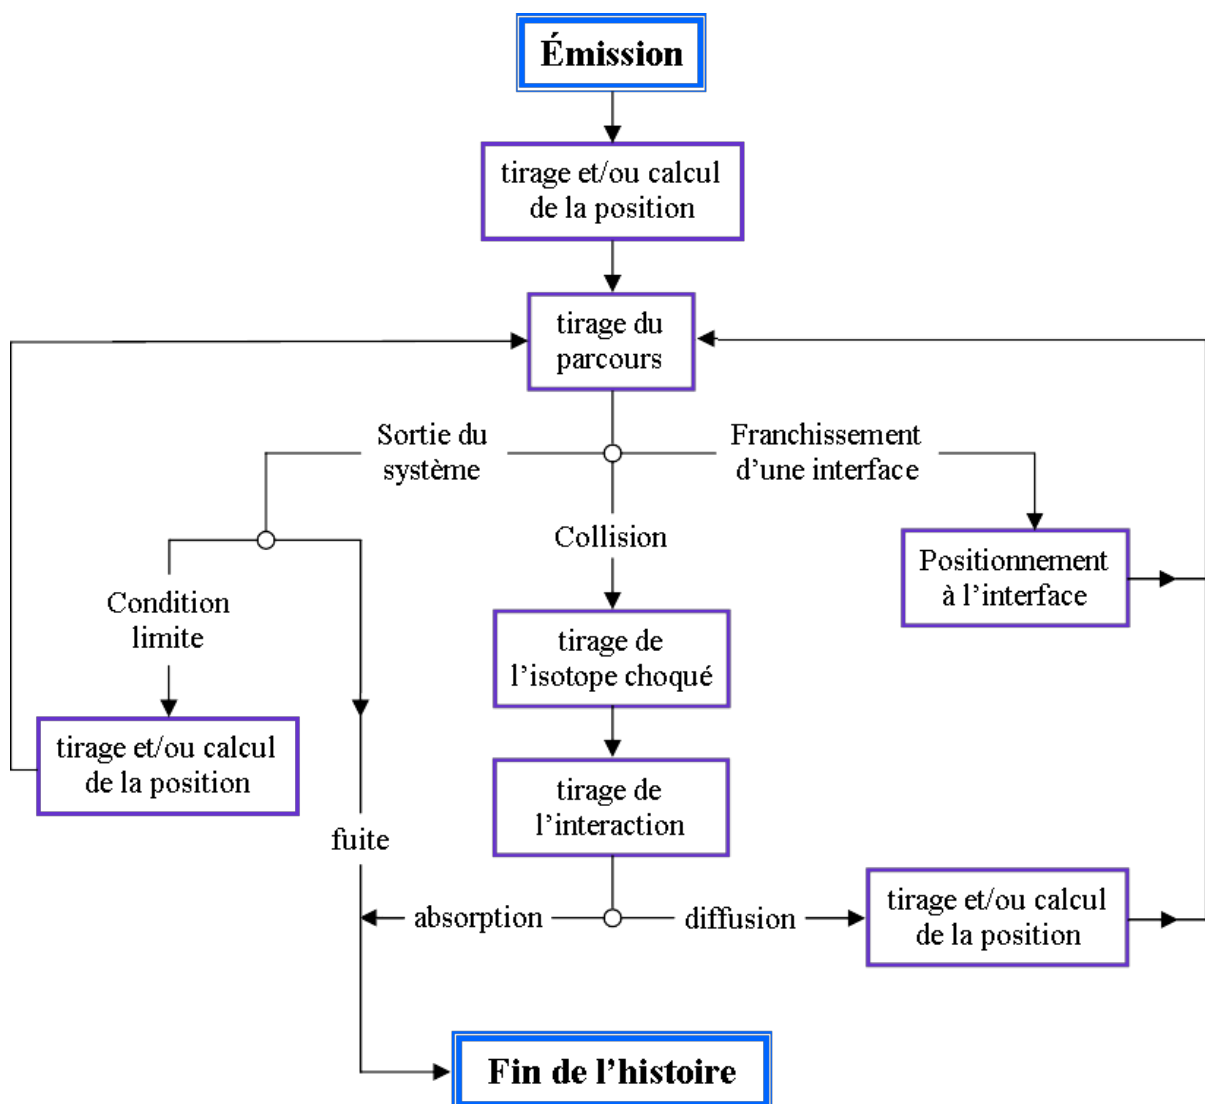 Émission
tirage et/ou calcul
de la position
tirage du
parcours
Sortie du
système
Franchissement
d’une interface
Collision
Positionnement
à l’interface
Condition
limite
tirage de
l’isotope choqué
tirage et/ou calcul
de la position
tirage de
l’interaction
fuite
absorption
diffusion
tirage et/ou calcul
de la position
Fin de l’histoire